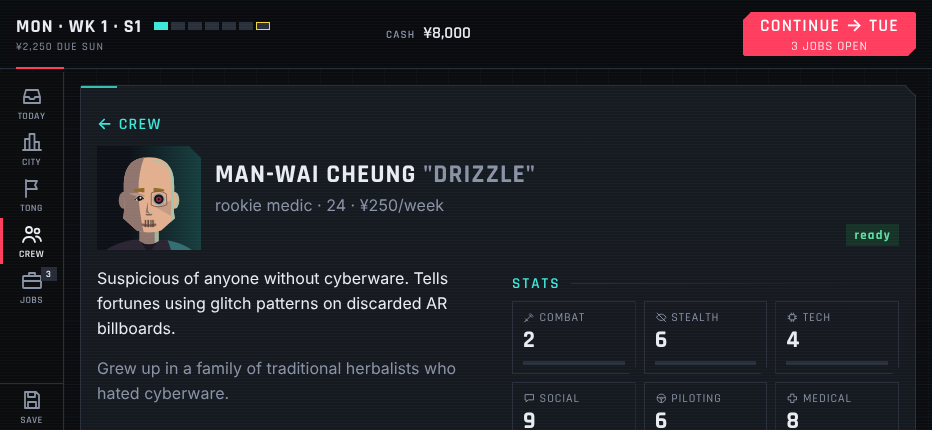 MON · WK 1 · S1
¥2,250 DUE SUN
CASH ¥8,000
CONTINUE → TUE
3 JOBS OPEN
TODAY
CITY
TONG
CREW
3
JOBS
SAVE
← CREW
MAN-WAI CHEUNG "DRIZZLE"
rookie medic · 24 · ¥250/week
ready
Suspicious of anyone without cyberware. Tells
fortunes using glitch patterns on discarded AR
billboards.
Grew up in a family of traditional herbalists who
hated cyberware.
STATS
COMBAT
2
STEALTH
6
TECH
4
SOCIAL
9
PILOTING
6
MEDICAL
8